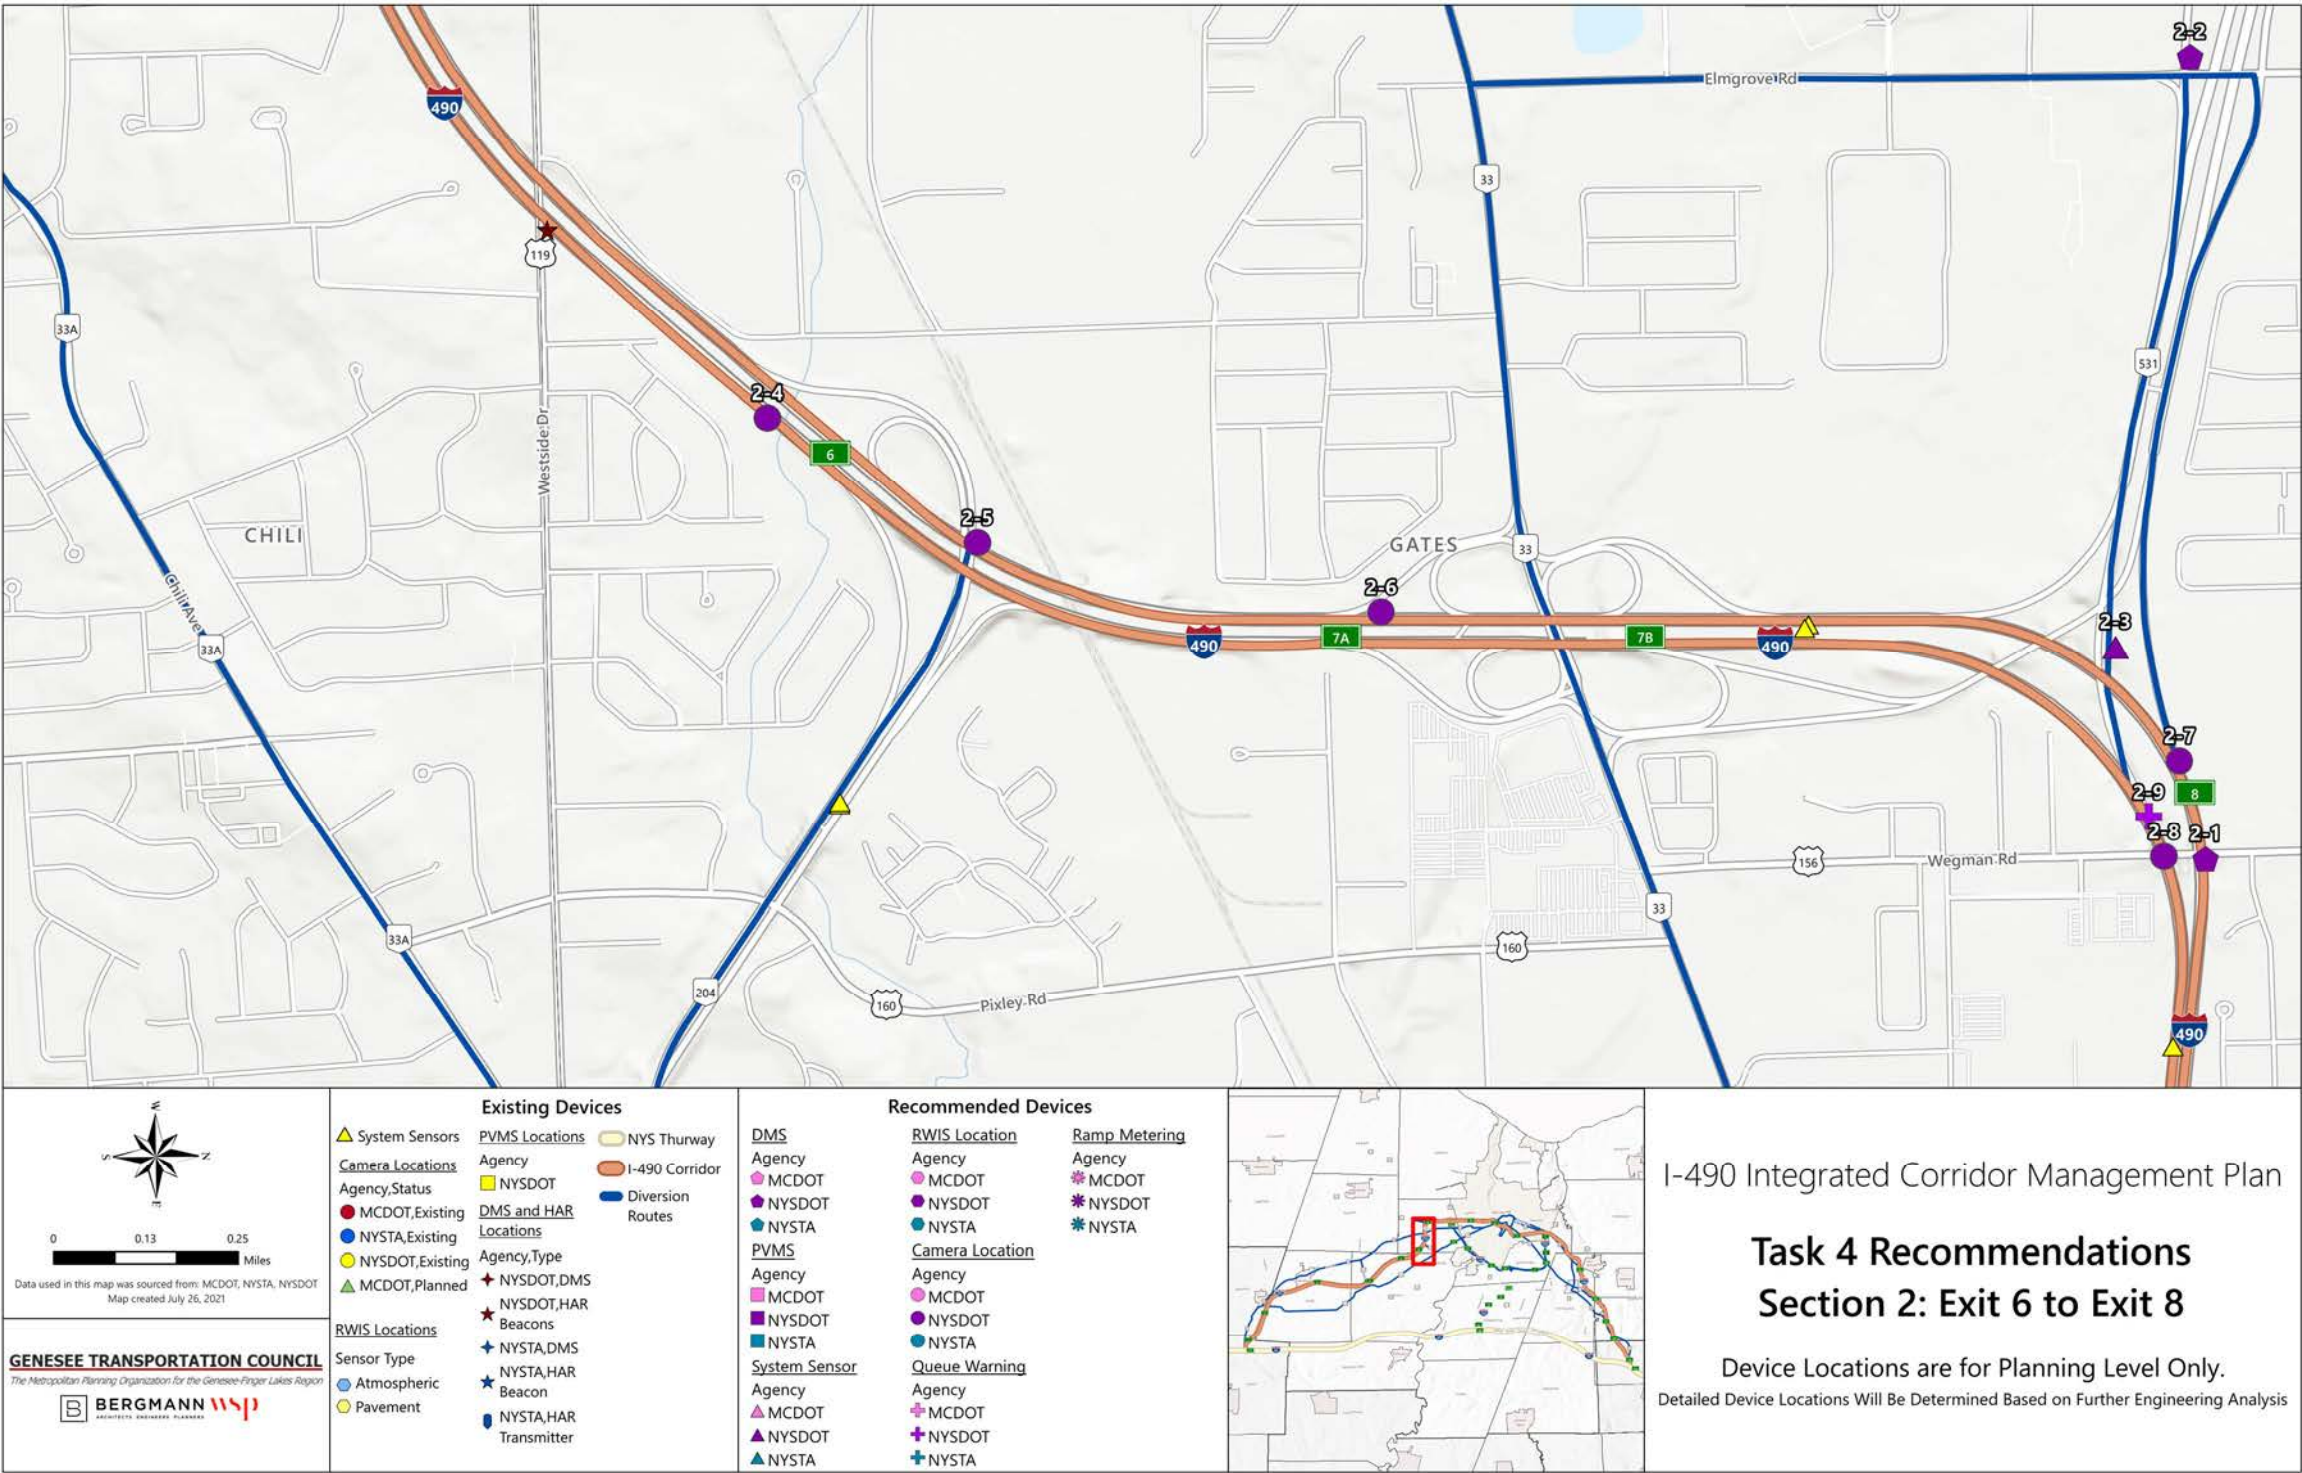 2-2
Elmgrove Rd
490
33
119
33A
531
2-4
Westside Dr
6
2-5
CHILI
GATES
33
2-6
Chili Ave
33A
490
7A
7B
490
2-3
2-7
8
2-9
2-8
2-1
156
Wegman Rd
33
33A
160
204
160
Pixley Rd
490
W
S
N
E
0
0.13
0.25
Miles
Data used in this map was sourced from: MCDOT, NYSTA, NYSDOT
Map created July 26, 2021
GENESEE TRANSPORTATION COUNCIL
The Metropolitan Planning Organization for the Genesee-Finger Lakes Region
B BERGMANN
ARCHITECTS ENGINEERS PLANNERS
wsp
Existing Devices
System Sensors
Camera Locations
Agency,Status
MCDOT,Existing
NYSTA,Existing
NYSDOT,Existing
MCDOT,Planned
RWIS Locations
Sensor Type
Atmospheric
Pavement
PVMS Locations
Agency
NYSDOT
DMS and HAR
Locations
Agency,Type
NYSDOT,DMS
NYSDOT,HAR
Beacons
NYSTA,DMS
NYSTA,HAR
Beacon
NYSTA,HAR
Transmitter
NYS Thurway
I-490 Corridor
Diversion
Routes
Recommended Devices
DMS
Agency
MCDOT
NYSDOT
NYSTA
PVMS
Agency
MCDOT
NYSDOT
NYSTA
System Sensor
Agency
MCDOT
NYSDOT
NYSTA
RWIS Location
Agency
MCDOT
NYSDOT
NYSTA
Camera Location
Agency
MCDOT
NYSDOT
NYSTA
Queue Warning
Agency
MCDOT
NYSDOT
NYSTA
Ramp Metering
Agency
MCDOT
NYSDOT
NYSTA
I-490 Integrated Corridor Management Plan
Task 4 Recommendations
Section 2: Exit 6 to Exit 8
Device Locations are for Planning Level Only.
Detailed Device Locations Will Be Determined Based on Further Engineering Analysis